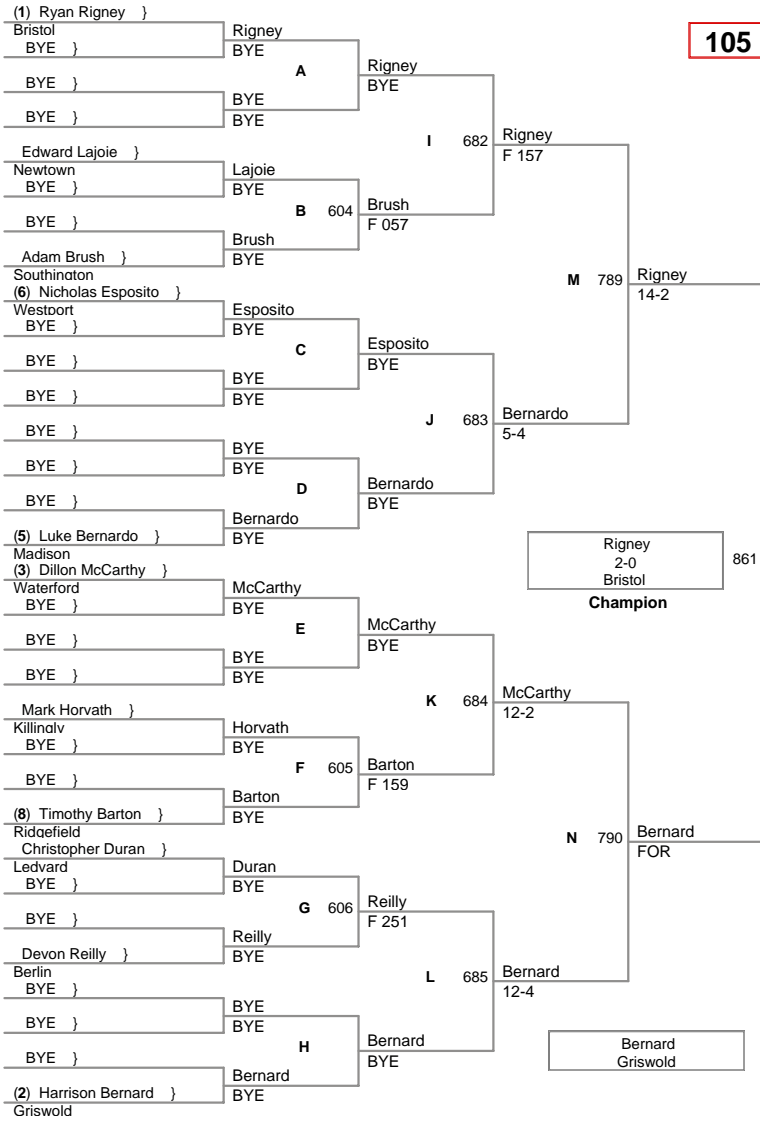 (1) Ryan Rigney }
Bristol
BYE }
BYE }
BYE }
Edward Lajoie }
Newtown
BYE }
BYE }
Adam Brush }
Southington
(6) Nicholas Esposito }
Westport
BYE }
BYE }
BYE }
BYE }
BYE }
BYE }
(5) Luke Bernardo }
Madison
(3) Dillon McCarthy }
Waterford
BYE }
BYE }
BYE }
Mark Horvath }
Killingly
BYE }
BYE }
(8) Timothy Barton }
Ridgefield
Christopher Duran }
Ledyard
BYE }
BYE }
Devon Reilly }
Berlin
BYE }
BYE }
BYE }
(2) Harrison Bernard }
Griswold
Rigney
BYE
A
BYE
BYE
Lajoie
BYE
B 604
Brush
BYE
Esposito
BYE
C
BYE
BYE
BYE
BYE
D
Bernardo
BYE
McCarthy
BYE
E
BYE
BYE
Horvath
BYE
F 605
Barton
BYE
Duran
BYE
G 606
Reilly
BYE
BYE
BYE
H
Bernard
BYE
Rigney
BYE
I 682
Brush
F 057
Esposito
BYE
J 683
Bernardo
BYE
McCarthy
BYE
K 684
Barton
F 159
Reilly
F 251
L 685
Bernard
BYE
Rigney
F 157
M 789
Bernardo
5-4
McCarthy
12-2
N 790
Bernard
12-4
105
Rigney
14-2
Rigney
2-0
Bristol
861
Champion
Bernard
FOR
Bernard
Griswold